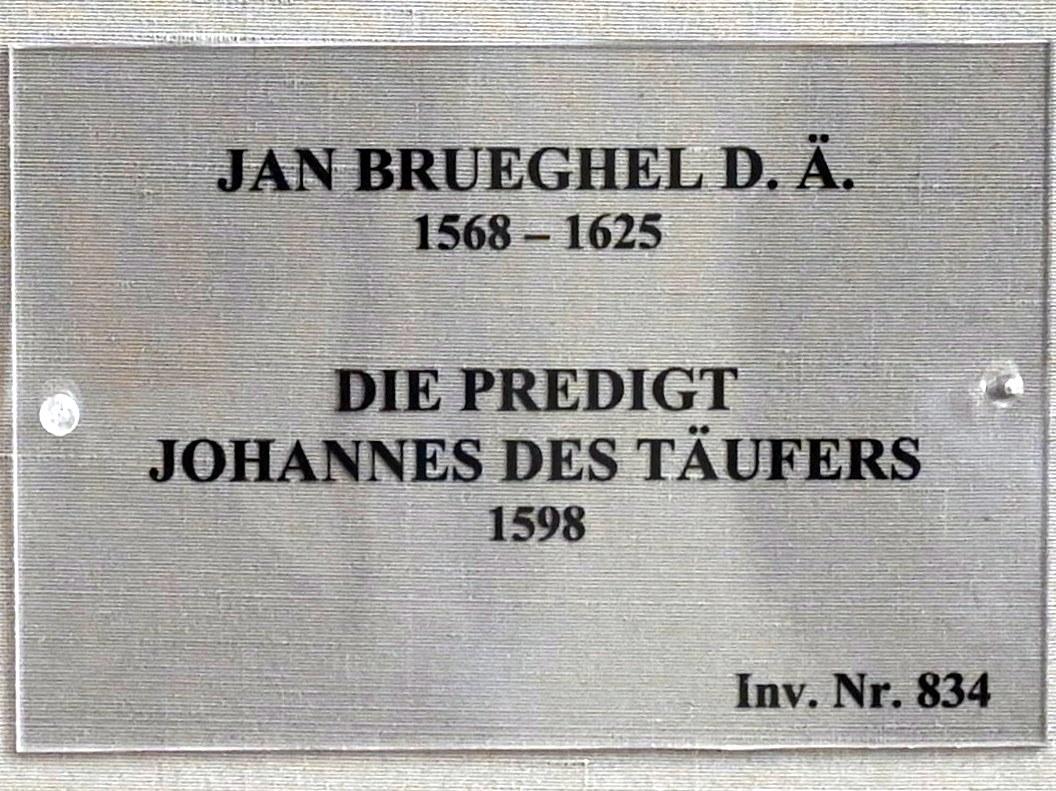 JAN BRUEGHEL D. Ä.
1568 – 1625
DIE PREDIGT
JOHANNES DES TÄUFERS
1598
Inv. Nr. 834